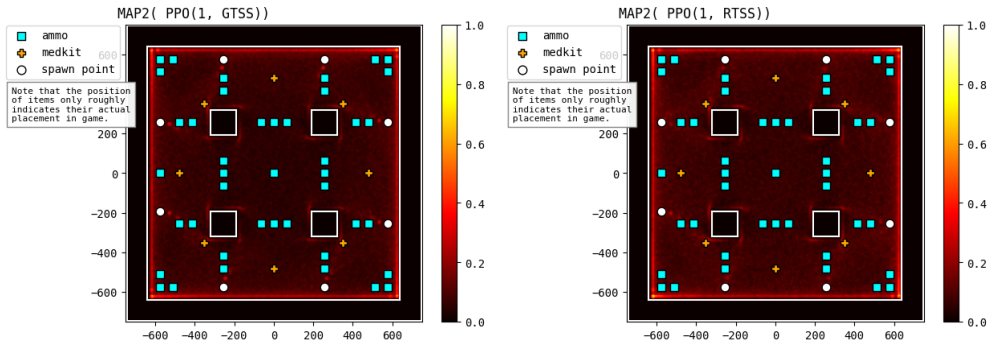 MAP2( PPO(1, GTSS))
ammo
medkit
spawn point
Note that the position
of items only roughly
indicates their actual
placement in game.
600
200
0
−200
−400
−600
−600 −400 −200 0 200 400 600
1.0
0.8
0.6
0.4
0.2
0.0
MAP2( PPO(1, RTSS))
ammo
medkit
spawn point
Note that the position
of items only roughly
indicates their actual
placement in game.
600
200
0
−200
−400
−600
−600 −400 −200 0 200 400 600
1.0
0.8
0.6
0.4
0.2
0.0